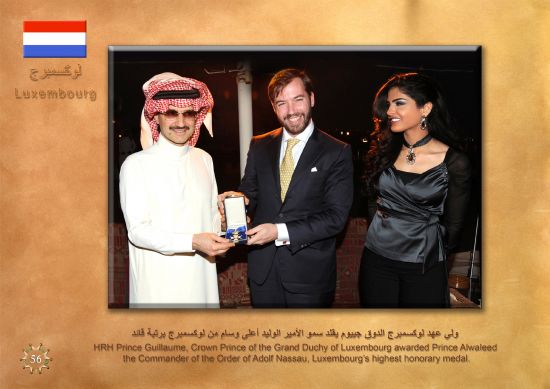 لوكسمبرج
Luxembourg
ولي عهد لوكسمبرج الدوق جييوم يقلد سمو الأمير الوليد أعلى وسام من لوكسمبرج برتبة قائد
HRH Prince Guillaume, Crown Prince of the Grand Duchy of Luxembourg awarded Prince Alwaleed
the Commander of the Order of Adolf Nassau, Luxembourg's highest honorary medal.
56